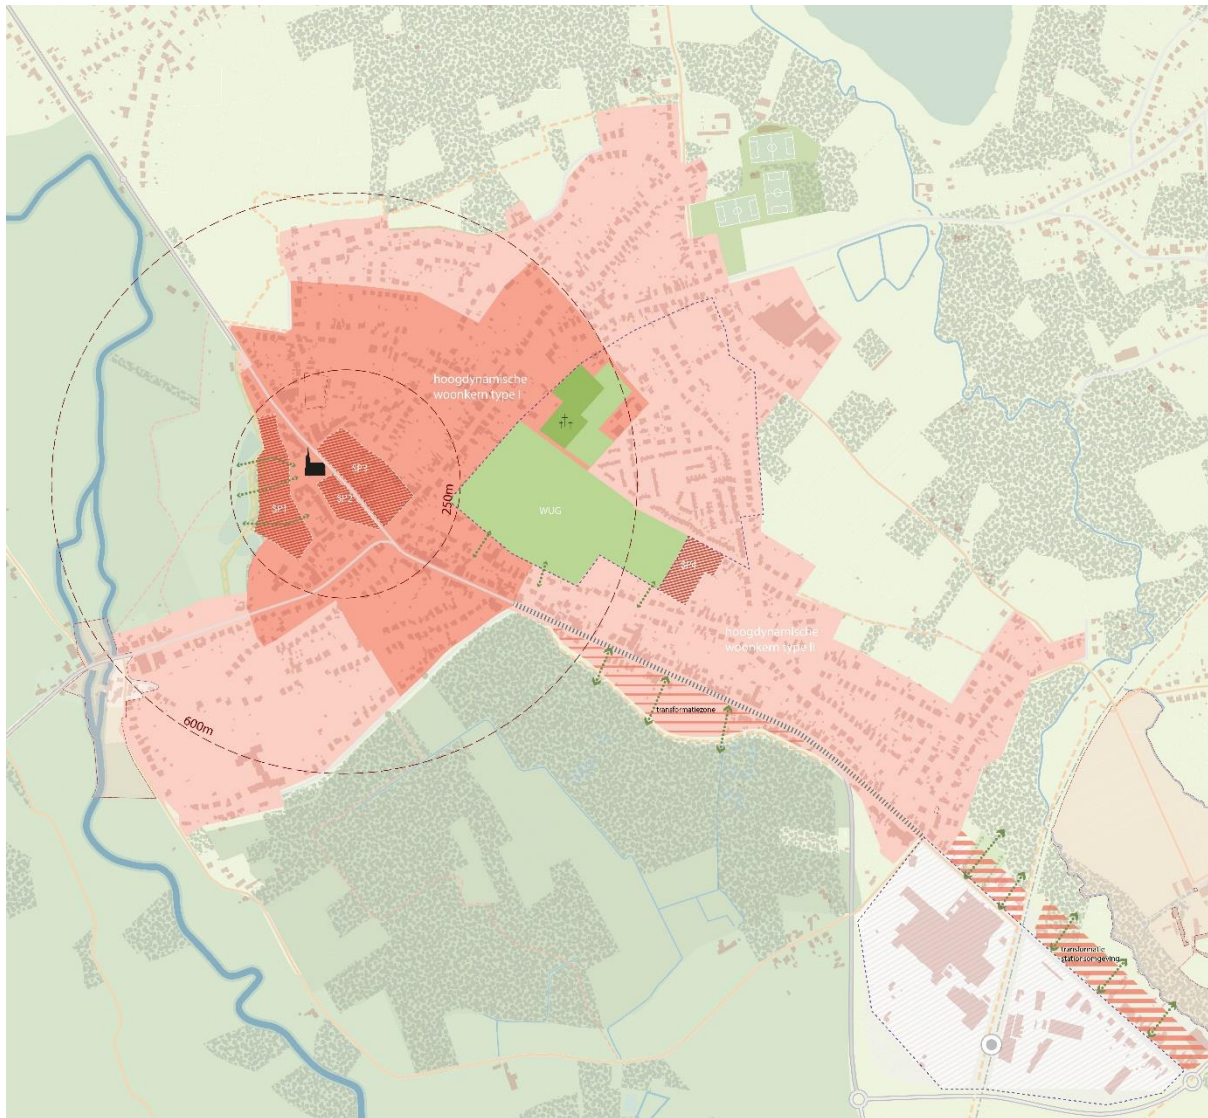 hoogdynamische
woonkern type I
SP3
SP2
SP1
250m
WUG
SP4
hoogdynamische
woonkern type II
transformatiezone
600m
transformatie
stationsomgeving